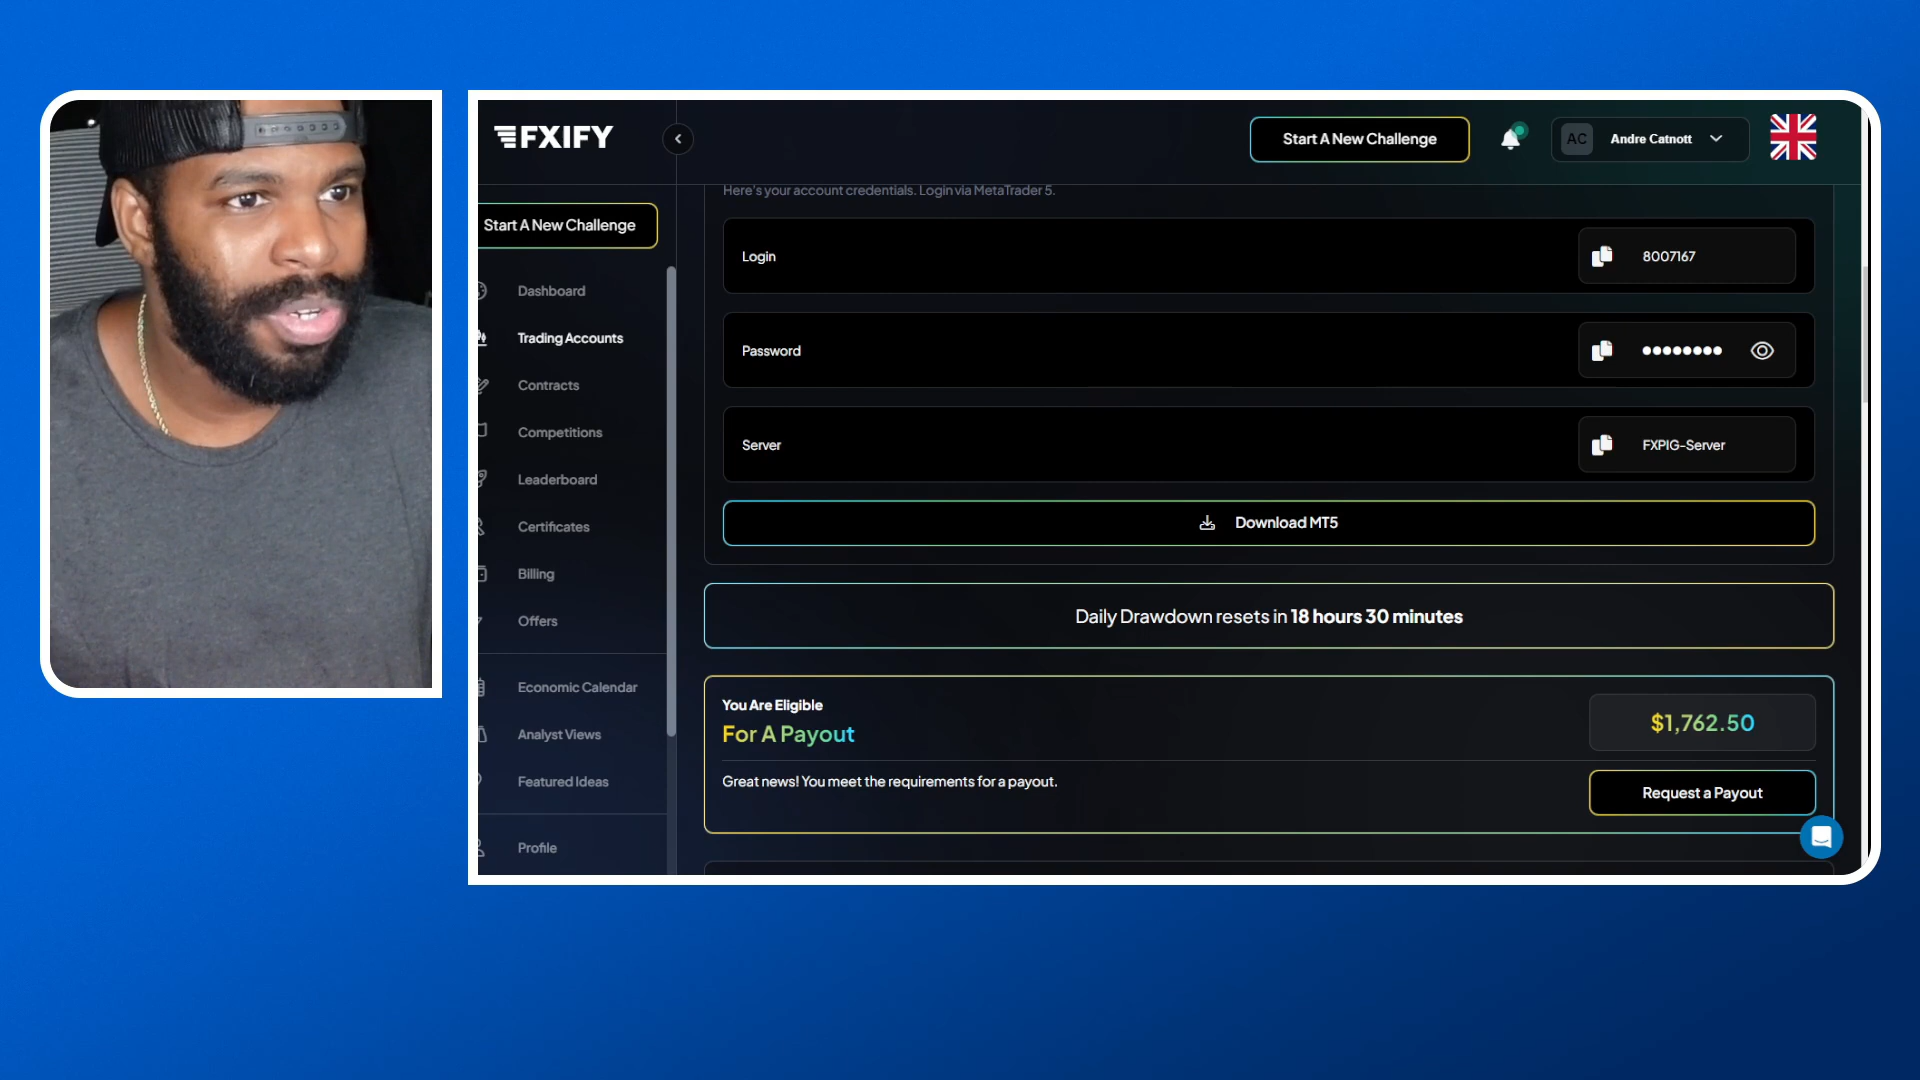 FXIFY
Start A New Challenge
AC
Andre Catnott
Start A New Challenge
Dashboard
Trading Accounts
Contracts
Competitions
Leaderboard
Certificates
Billing
Offers
Economic Calendar
Analyst Views
Featured Ideas
Profile
Here's your account credentials. Login via MetaTrader 5.
Login
8007167
Password
••••••••
Server
FXPIG-Server
Download MT5
Daily Drawdown resets in 18 hours 30 minutes
You Are Eligible
For A Payout
$1,762.50
Great news! You meet the requirements for a payout.
Request a Payout